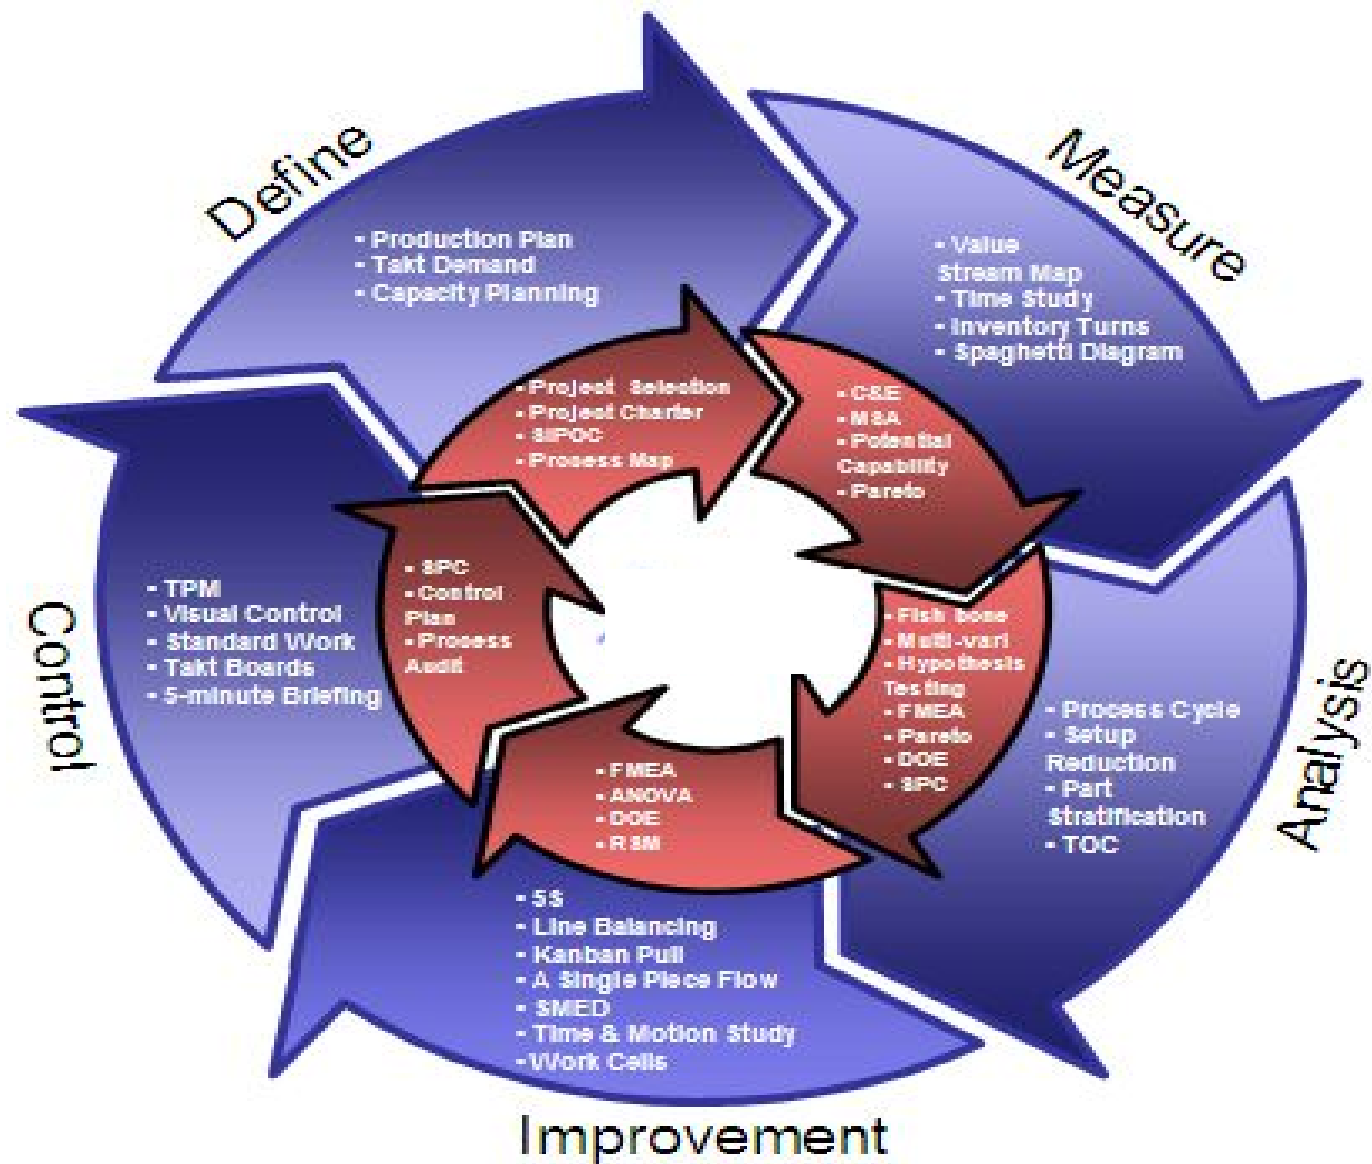 Define
- Production Plan
- Takt Demand
- Capacity Planning
- Project Selection
- Project Charter
- SIPOC
- Process Map
Measure
- Value
Stream Map
- Time Study
- Inventory Turns
- Spaghetti Diagram
- C&E
- MSA
- Potential
Capability
- Pareto
Analysis
- Fish bone
- Multi-vari
- Hypothesis
Testing
- FMEA
- Pareto
- DOE
- SPC
- Process Cycle
- Setup
Reduction
- Part
Stratification
- TOC
Improvement
- FMEA
- ANOVA
- DOE
- RSM
- 5S
- Line Balancing
- Kanban Pull
- A Single Piece Flow
- SMED
- Time & Motion Study
- Work Cells
Control
- TPM
- Visual Control
- Standard Work
- Takt Boards
- 5-minute Briefing
- SPC
- Control
Plan
- Process
Audit